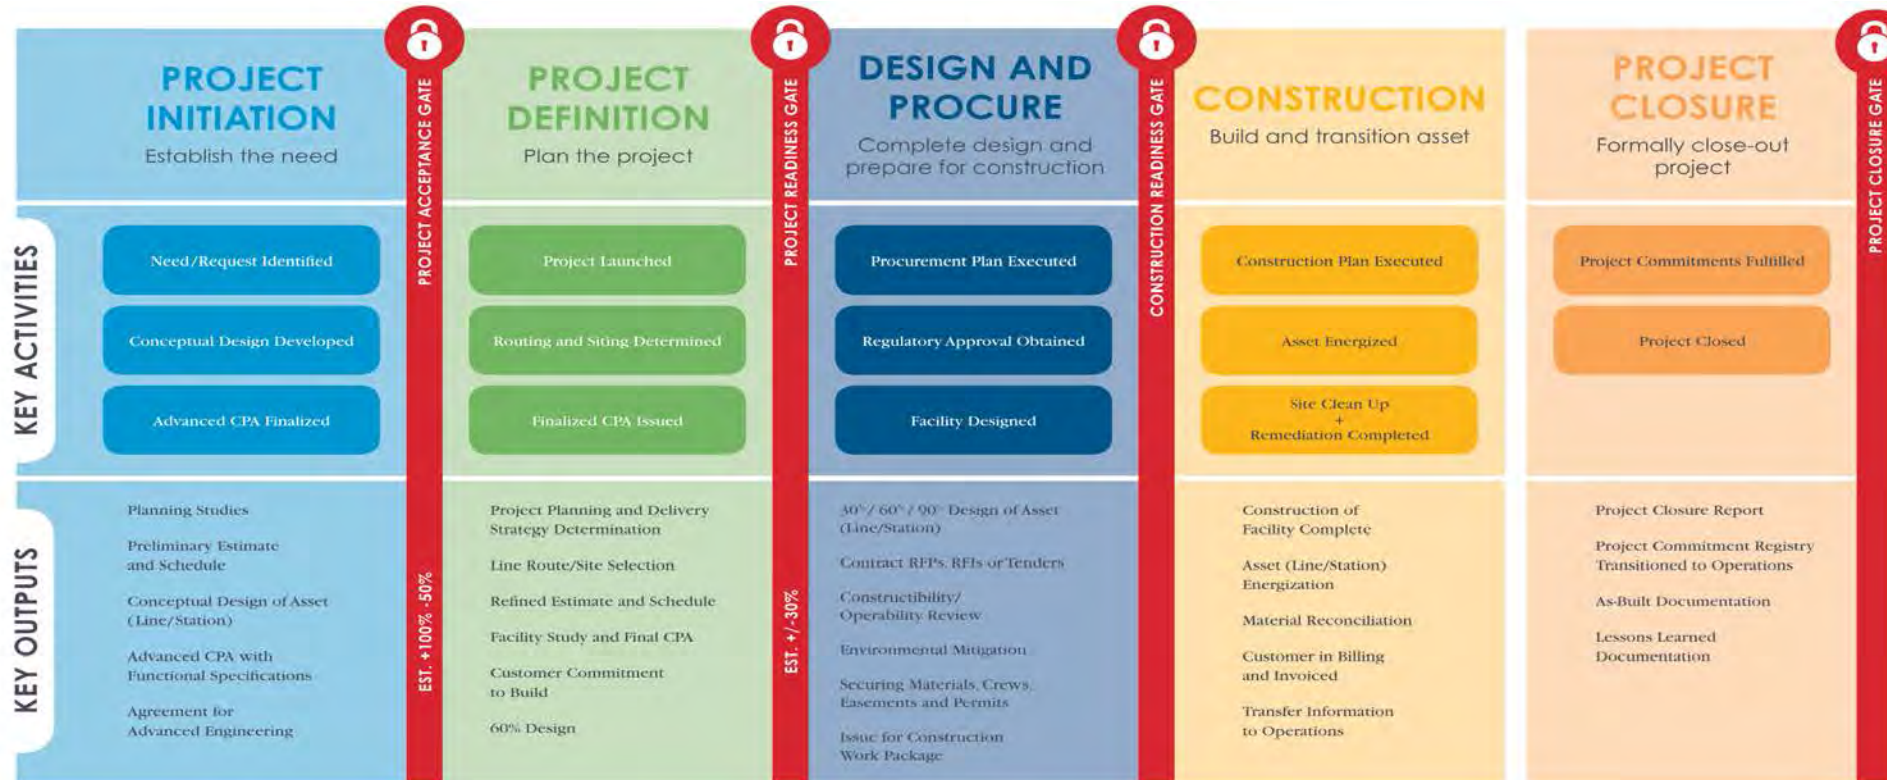 PROJECT
INITIATION
Establish the need
PROJECT ACCEPTANCE GATE
PROJECT
DEFINITION
Plan the project
PROJECT READINESS GATE
DESIGN AND
PROCURE
Complete design and
prepare for construction
CONSTRUCTION READINESS GATE
CONSTRUCTION
Build and transition asset
PROJECT
CLOSURE
Formally close-out
project
PROJECT CLOSURE GATE
KEY ACTIVITIES
Need/Request Identified
Conceptual Design Developed
Advanced CPA Finalized
Project Launched
Routing and Siting Determined
Finalized CPA Issued
Procurement Plan Executed
Regulatory Approval Obtained
Facility Designed
Construction Plan Executed
Asset Energized
Site Clean Up
+
Remediation Completed
Project Commitments Fulfilled
Project Closed
KEY OUTPUTS
Planning Studies
Preliminary Estimate
and Schedule
Conceptual Design of Asset
(Line/Station)
Advanced CPA with
Functional Specifications
Agreement for
Advanced Engineering
EST. +100% -50%
Project Planning and Delivery
Strategy Determination
Line Route/Site Selection
Refined Estimate and Schedule
Facility Study and Final CPA
Customer Commitment
to Build
60% Design
EST. +/-30%
30% / 60% / 90% Design of Asset
(Line/Station)
Contract RFPs, RFIs or Tenders
Constructibility/
Operability Review
Environmental Mitigation
Securing Materials, Crews,
Easements and Permits
Issue for Construction
Work Package
Construction of
Facility Complete
Asset (Line/Station)
Energization
Material Reconciliation
Customer in Billing
and Invoiced
Transfer Information
to Operations
Project Closure Report
Project Commitment Registry
Transitioned to Operations
As-Built Documentation
Lessons Learned
Documentation